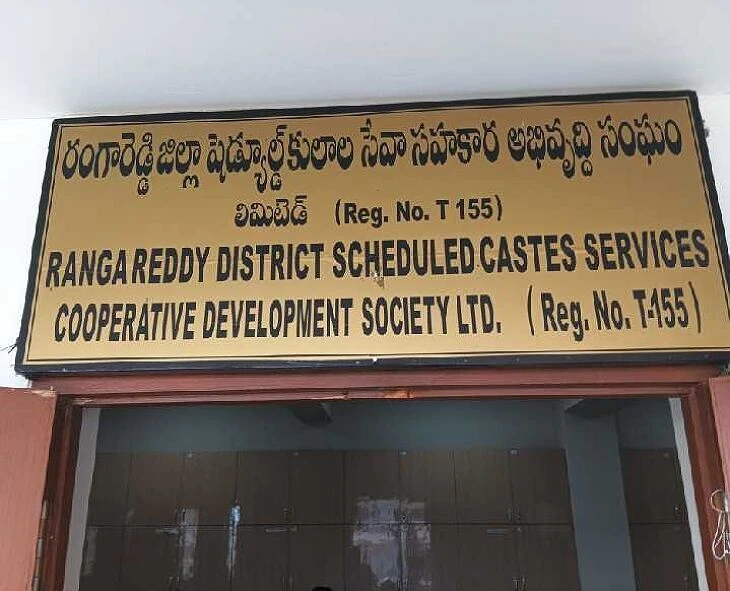 రంగారెడ్డి జిల్లా షెడ్యూల్డ్ కులాల సేవా సహకార అభివృద్ధి సంఘం
లిమిటెడ్ (Reg. No. T 155)
RANGA REDDY DISTRICT SCHEDULED CASTES SERVICES
COOPERATIVE DEVELOPMENT SOCIETY LTD. (Reg. No. T-155)